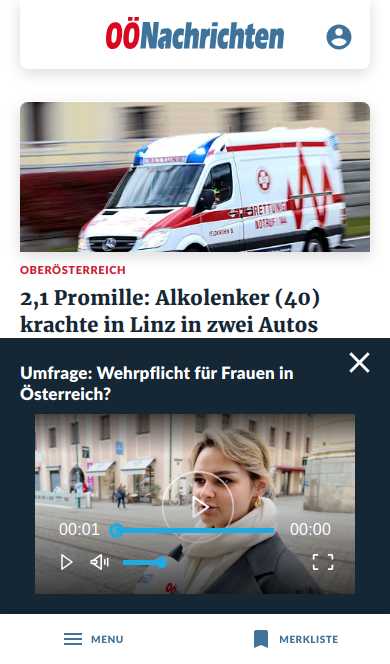 OÖNachrichten
RETTUNG
NOTRUF 144
OBERÖSTERREICH
2,1 Promille: Alkolenker (40)
krachte in Linz in zwei Autos
Umfrage: Wehrpflicht für Frauen in
Österreich?
00:01
00:00
MENU
MERKLISTE